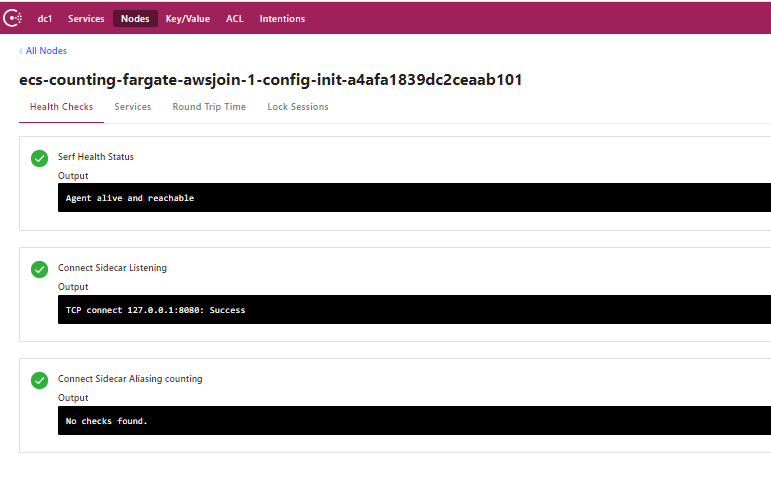 dc1 Services Nodes Key/Value ACL Intentions
‹ All Nodes
ecs-counting-fargate-awsjoin-1-config-init-a4afa1839dc2ceaab101
Health Checks Services Round Trip Time Lock Sessions
Serf Health Status
Output
Agent alive and reachable
Connect Sidecar Listening
Output
TCP connect 127.0.0.1:8080: Success
Connect Sidecar Aliasing counting
Output
No checks found.